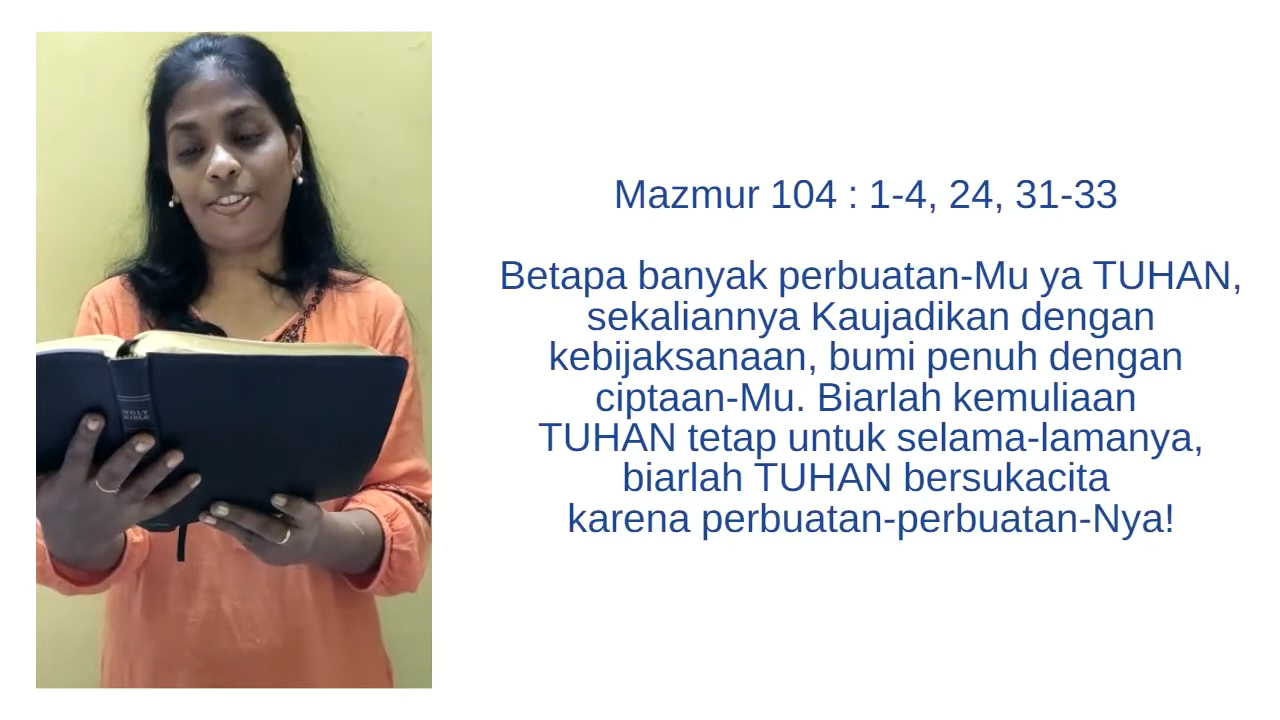 Mazmur 104 : 1-4, 24, 31-33
Betapa banyak perbuatan-Mu ya TUHAN,
sekaliannya Kaujadikan dengan
kebijaksanaan, bumi penuh dengan
ciptaan-Mu. Biarlah kemuliaan
TUHAN tetap untuk selama-lamanya,
biarlah TUHAN bersukacita
karena perbuatan-perbuatan-Nya!
HOLY
BIBLE